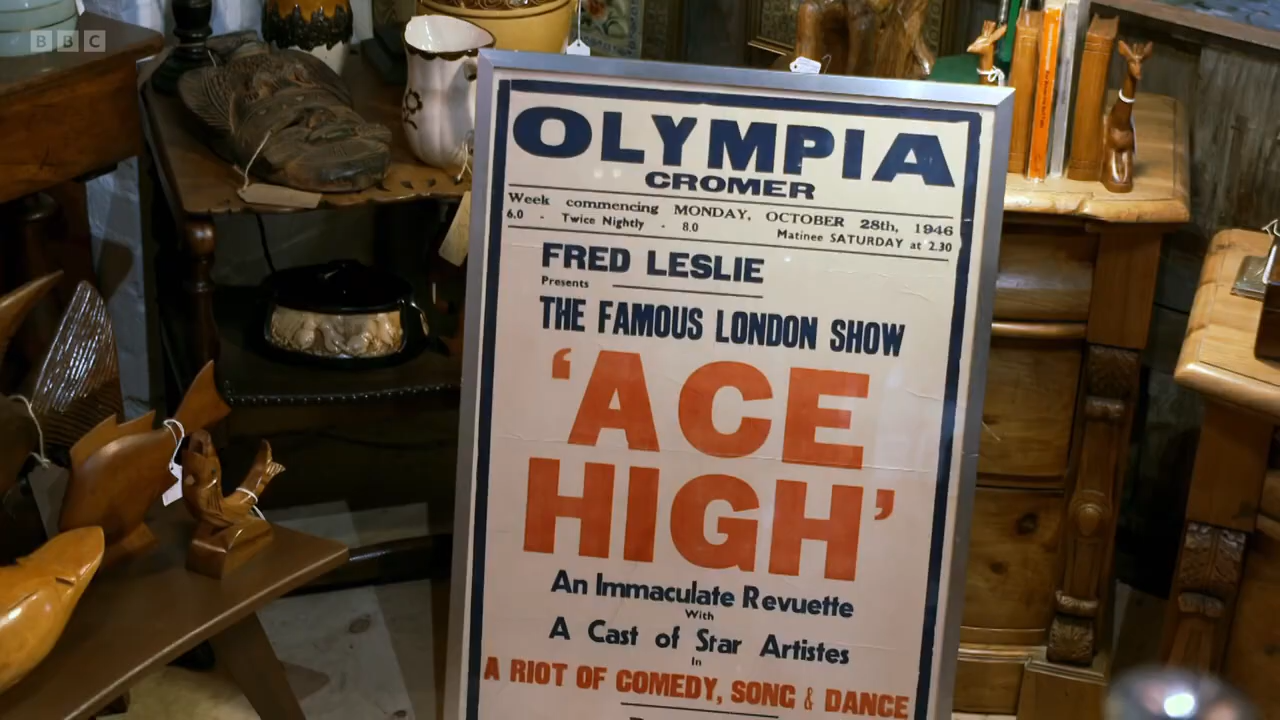 BBC
OLYMPIA
CROMER
Week commencing MONDAY, OCTOBER 28th, 1946
6.0 - Twice Nightly - 8.0 Matinee SATURDAY at 2.30
FRED LESLIE
Presents
THE FAMOUS LONDON SHOW
‘ACE
HIGH’
An Immaculate Revuette
With
A Cast of Star Artistes
In
A RIOT OF COMEDY, SONG & DANCE